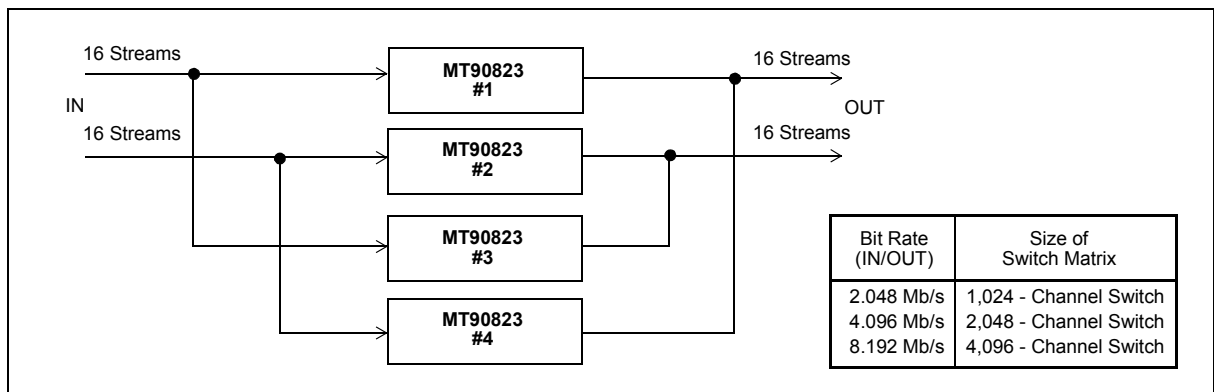 16 Streams
MT90823
#1
16 Streams
IN
OUT
16 Streams
MT90823
#2
16 Streams
MT90823
#3
MT90823
#4
Bit Rate
(IN/OUT)
Size of
Switch Matrix
2.048 Mb/s 1,024 - Channel Switch
4.096 Mb/s 2,048 - Channel Switch
8.192 Mb/s 4,096 - Channel Switch